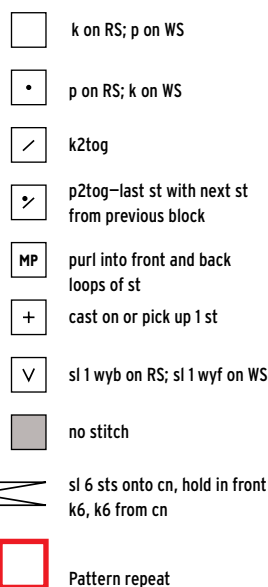 k on RS; p on WS
p on RS; k on WS
k2tog
p2tog—last st with next st
from previous block
MP purl into front and back
loops of st
cast on or pick up 1 st
V sl 1 wyb on RS; sl 1 wyf on WS
no stitch
sl 6 sts onto cn, hold in front
k6, k6 from cn
Pattern repeat